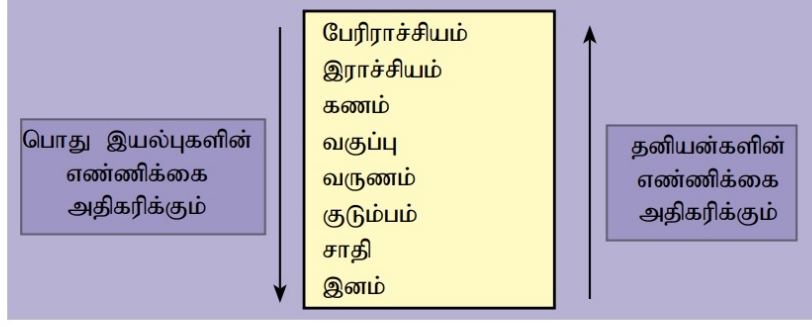 பேரிராச்சியம்
இராச்சியம்
கணம்
வகுப்பு
வருணம்
குடும்பம்
சாதி
இனம்
பொது இயல்புகளின்
எண்ணிக்கை
அதிகரிக்கும்
தனியன்களின்
எண்ணிக்கை
அதிகரிக்கும்